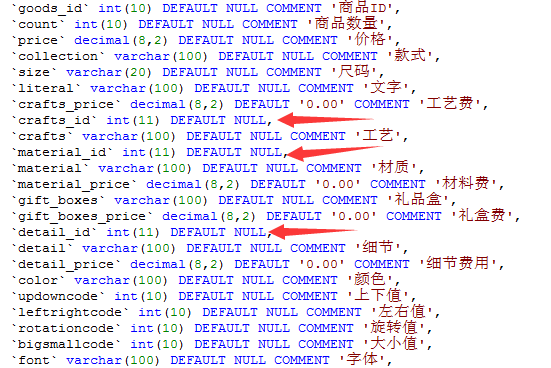 `goods_id` int(10) DEFAULT NULL COMMENT '商品ID',
`count` int(10) DEFAULT NULL COMMENT '商品数量',
`price` decimal(8,2) DEFAULT NULL COMMENT '价格',
`collection` varchar(100) DEFAULT NULL COMMENT '款式',
`size` varchar(20) DEFAULT NULL COMMENT '尺码',
`literal` varchar(100) DEFAULT NULL COMMENT '文字',
`crafts_price` decimal(8,2) DEFAULT '0.00' COMMENT '工艺费',
`crafts_id` int(11) DEFAULT NULL,
`crafts` varchar(100) DEFAULT NULL COMMENT '工艺',
`material_id` int(11) DEFAULT NULL,
`material` varchar(100) DEFAULT NULL COMMENT '材质',
`material_price` decimal(8,2) DEFAULT '0.00' COMMENT '材料费',
`gift_boxes` varchar(100) DEFAULT NULL COMMENT '礼品盒',
`gift_boxes_price` decimal(8,2) DEFAULT '0.00' COMMENT '礼盒费',
`detail_id` int(11) DEFAULT NULL,
`detail` varchar(100) DEFAULT NULL COMMENT '细节',
`detail_price` decimal(8,2) DEFAULT '0.00' COMMENT '细节费用',
`color` varchar(100) DEFAULT NULL COMMENT '颜色',
`updowncode` int(10) DEFAULT NULL COMMENT '上下值',
`leftrightcode` int(10) DEFAULT NULL COMMENT '左右值',
`rotationcode` int(10) DEFAULT NULL COMMENT '旋转值',
`bigsmallcode` int(10) DEFAULT NULL COMMENT '大小值',
`font` varchar(100) DEFAULT NULL COMMENT '字体',